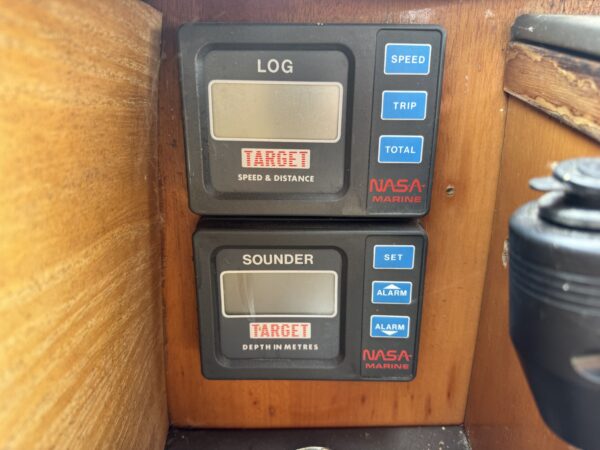 LOG
TARGET
SPEED & DISTANCE
SPEED
TRIP
TOTAL
NASA
MARINE
SOUNDER
TARGET
DEPTH IN METRES
SET
ALARM
ALARM
NASA
MARINE